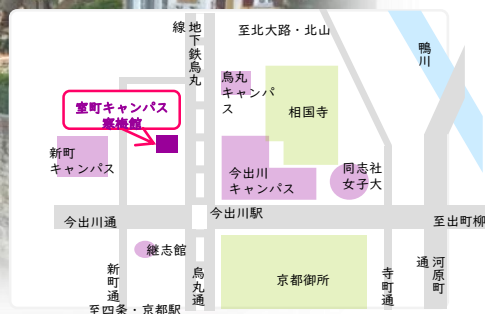 至北大路・北山
地下鉄烏丸
線
鴨川
烏丸
キャンパ
ス
相国寺
室町キャンパス
寒梅館
新町
キャンパス
今出川
キャンパス
同志社
女子大
今出川通
今出川駅
至出町柳
継志館
新町通
烏丸通
京都御所
寺町通
河原町
通
至四条・京都駅